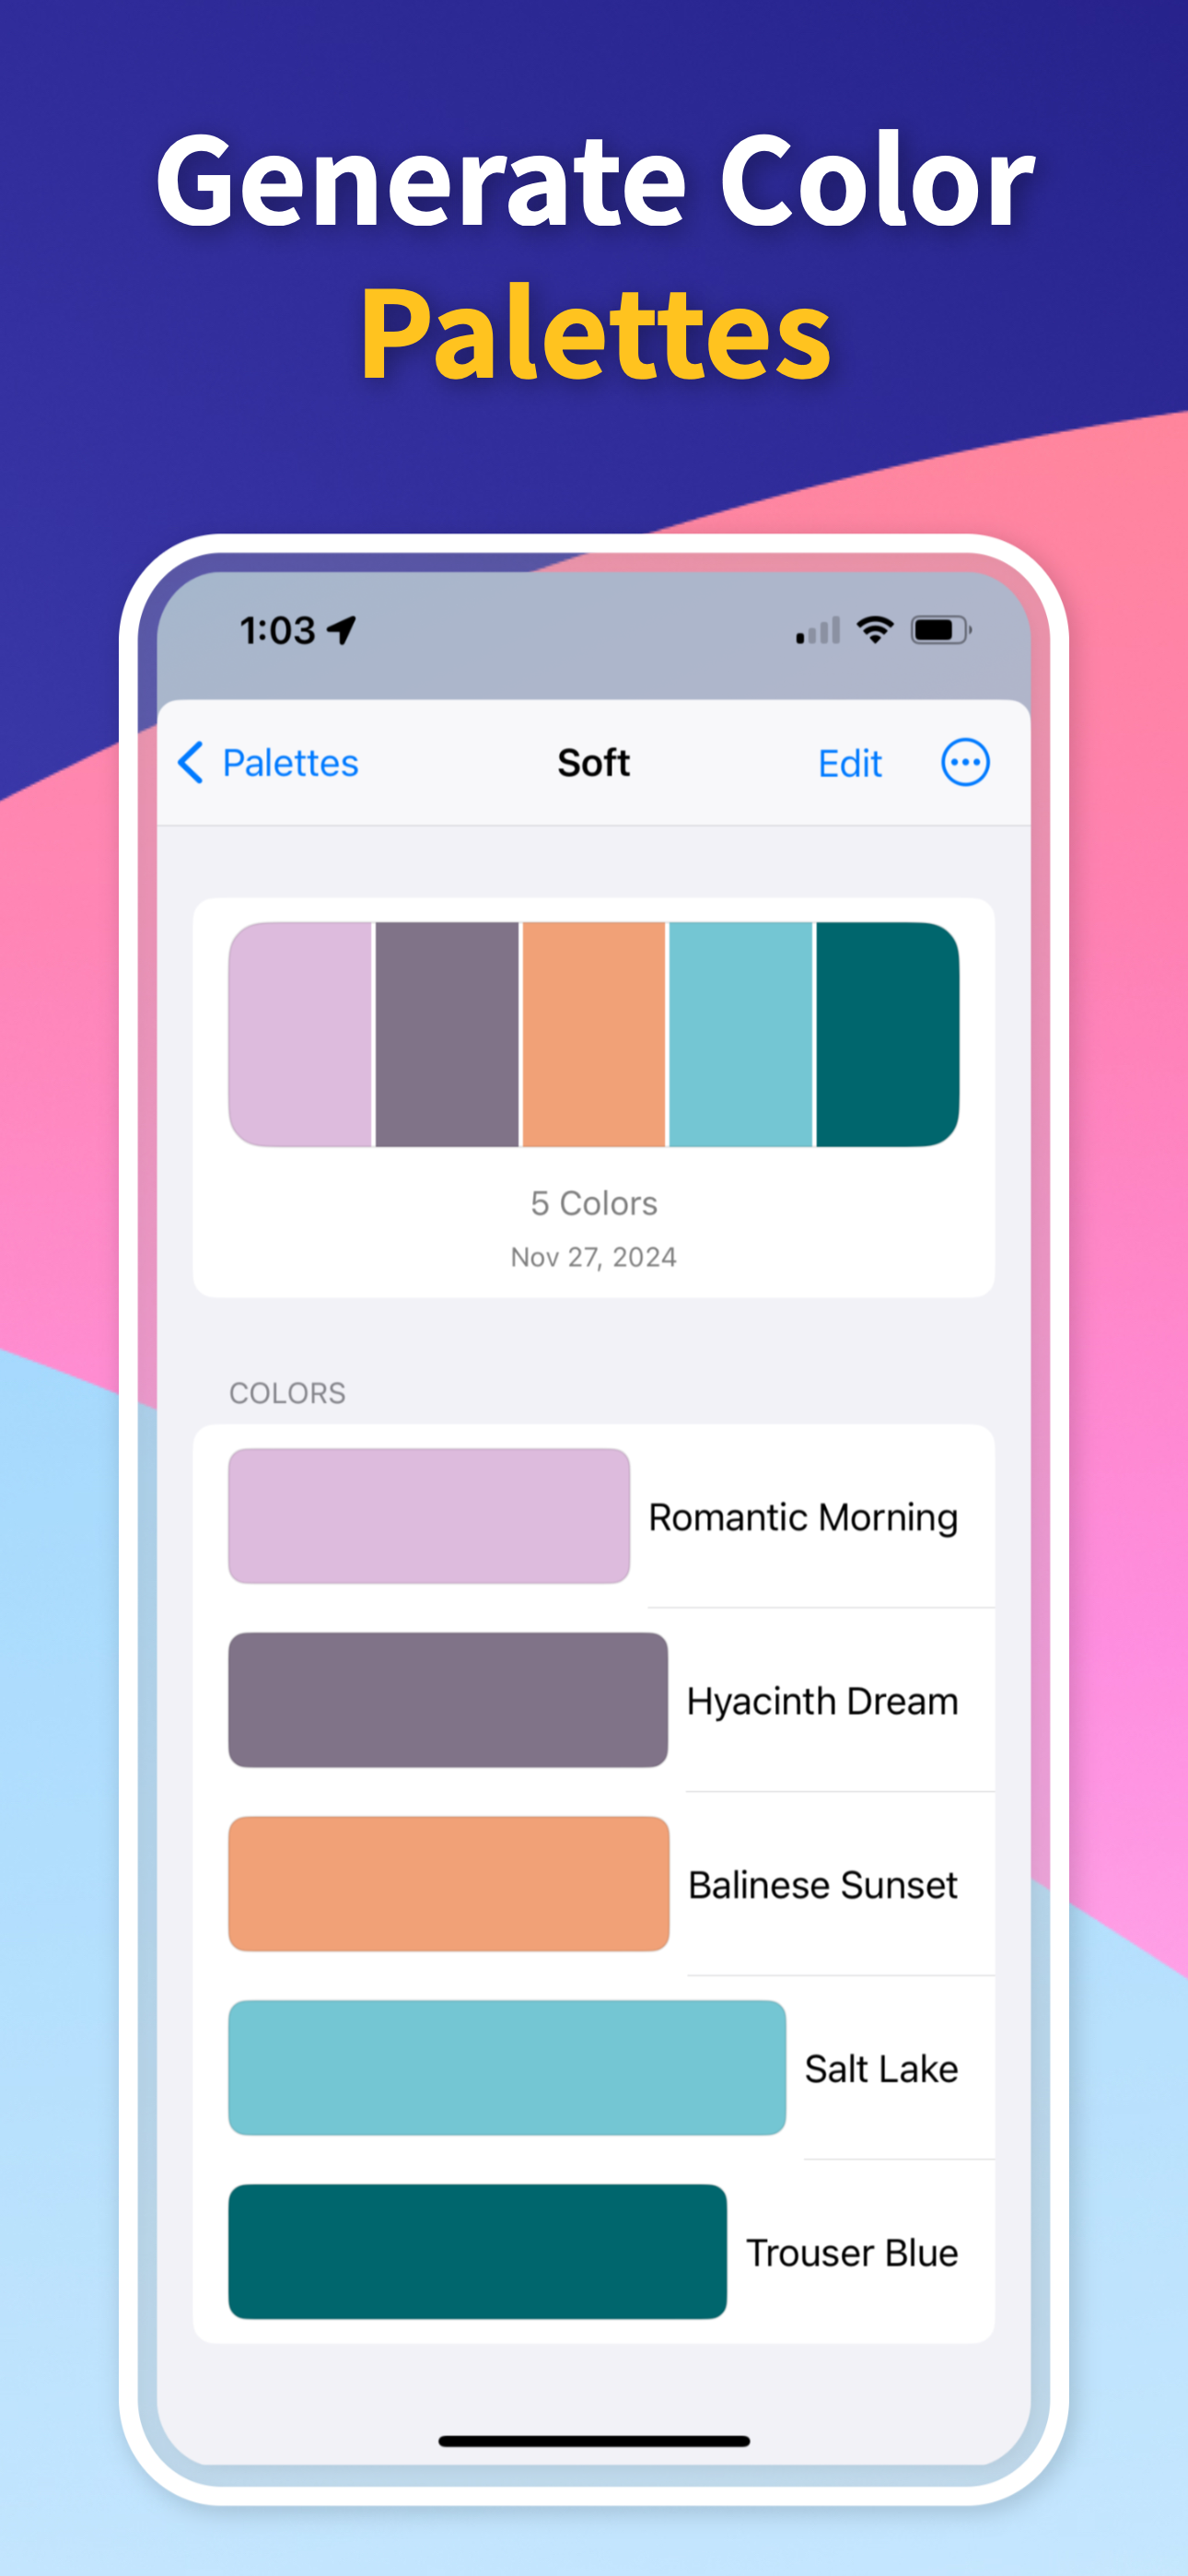 Generate Color
Palettes
1:03
Palettes
Soft
Edit
5 Colors
Nov 27, 2024
COLORS
Romantic Morning
Hyacinth Dream
Balinese Sunset
Salt Lake
Trouser Blue